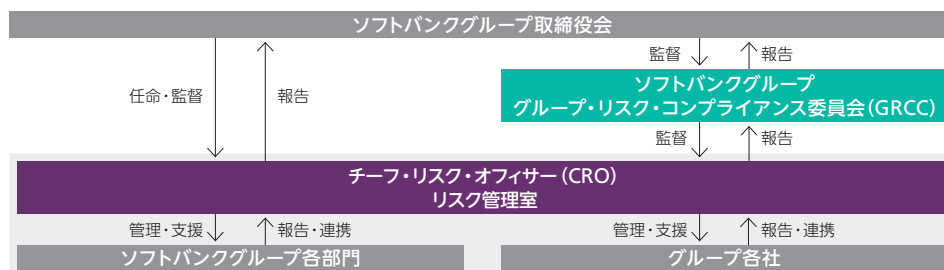 ソフトバンクグループ取締役会
任命・監督
報告
監督
報告
ソフトバンクグループ
グループ・リスク・コンプライアンス委員会(GRCC)
監督
報告
チーフ・リスク・オフィサー(CRO)
リスク管理室
管理・支援
報告・連携
管理・支援
報告・連携
ソフトバンクグループ各部門
グループ各社